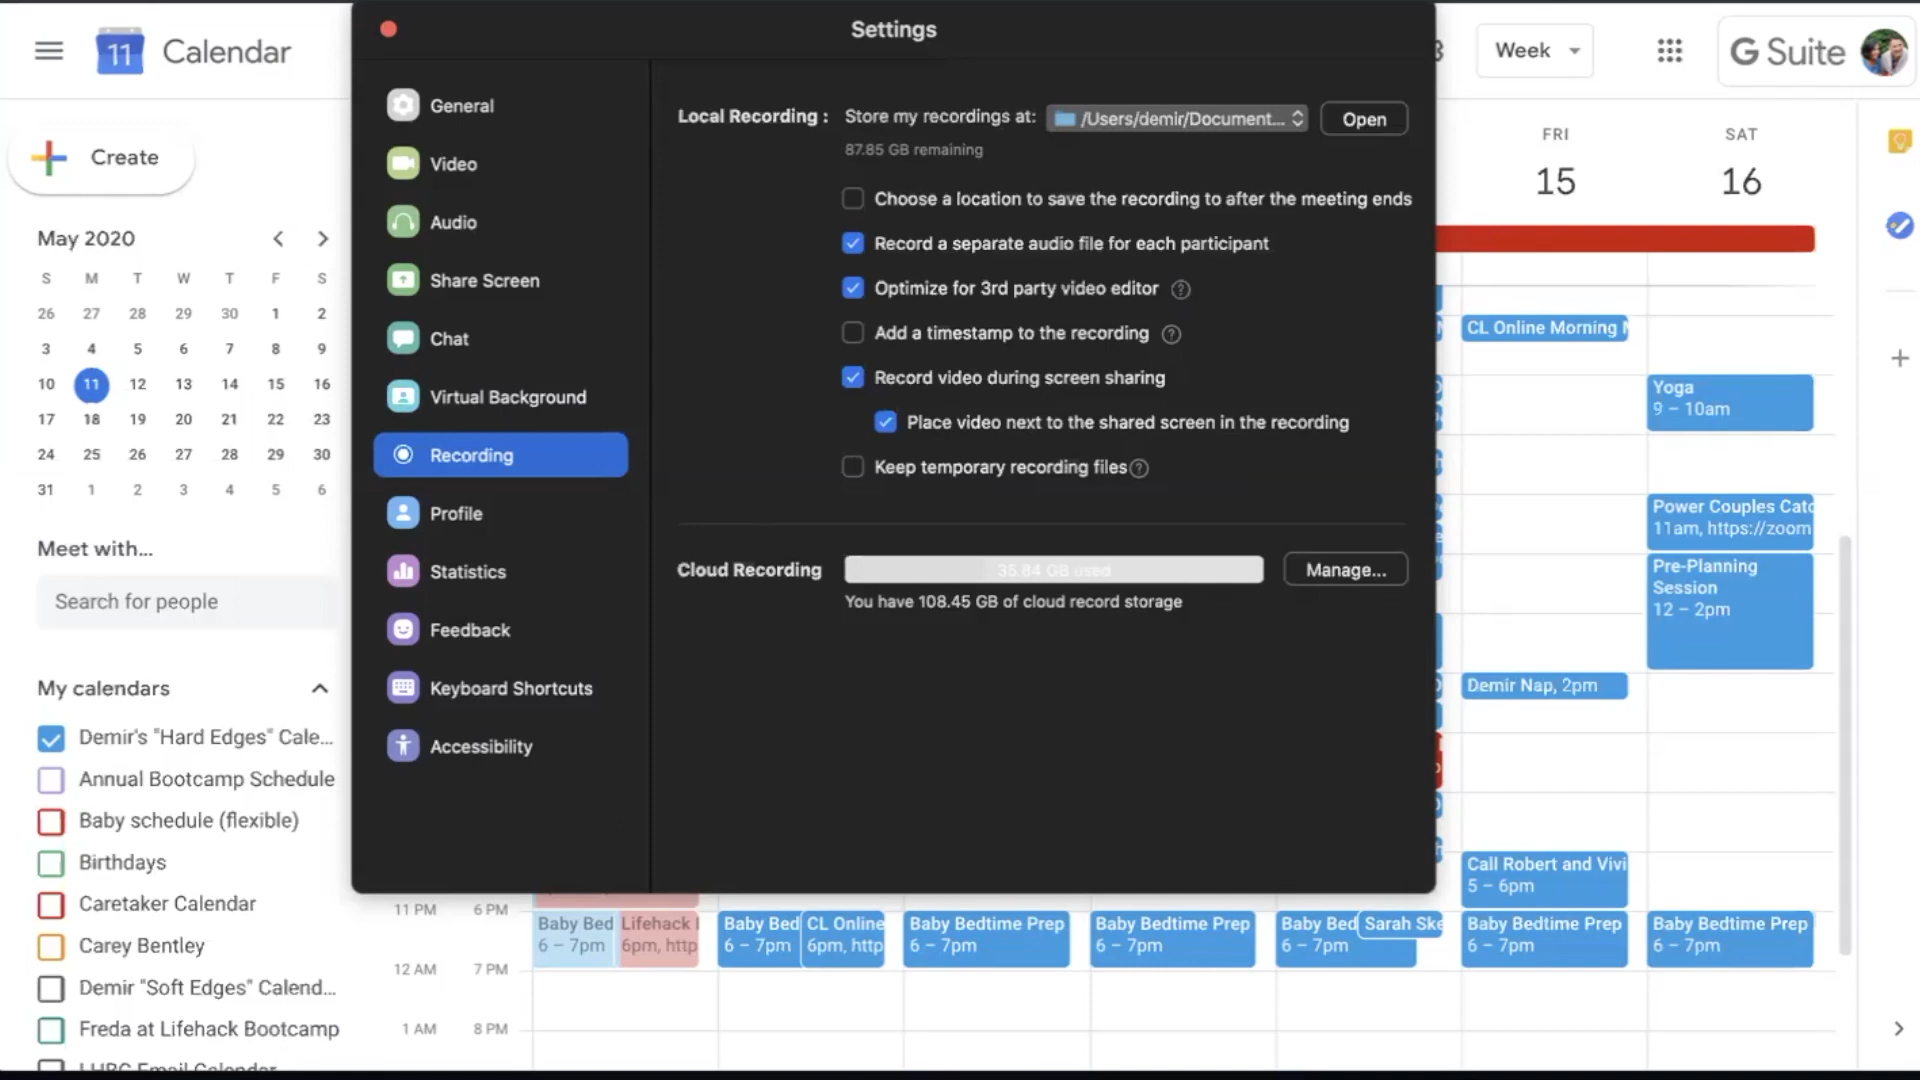 11 Calendar
Create
May 2020
S M T W T F S
26 27 28 29 30 1 2
3 4 5 6 7 8 9
10 11 12 13 14 15 16
17 18 19 20 21 22 23
24 25 26 27 28 29 30
31 1 2 3 4 5 6
Meet with...
Search for people
My calendars
Demir's "Hard Edges" Cale...
Annual Bootcamp Schedule
Baby schedule (flexible)
Birthdays
Caretaker Calendar
Carey Bentley
Demir "Soft Edges" Calend...
Freda at Lifehack Bootcamp
Settings
General
Video
Audio
Share Screen
Chat
Virtual Background
Recording
Profile
Statistics
Feedback
Keyboard Shortcuts
Accessibility
Local Recording : Store my recordings at: /Users/demir/Document... Open
87.85 GB remaining
Choose a location to save the recording to after the meeting ends
Record a separate audio file for each participant
Optimize for 3rd party video editor ?
Add a timestamp to the recording ?
Record video during screen sharing
Place video next to the shared screen in the recording
Keep temporary recording files ?
Cloud Recording 35.84 GB used Manage...
You have 108.45 GB of cloud record storage
Week
G Suite
FRI SAT
15 16
CL Online Morning
Yoga
9 – 10am
Power Couples Catc
11am, https://zoom
Pre-Planning
Session
12 – 2pm
Demir Nap, 2pm
Call Robert and Vivi
5 – 6pm
11 PM 6 PM
Baby Bed Lifehack
6 – 7pm 6pm, http
Baby Bed CL Online
6 – 7pm 6pm, http
Baby Bedtime Prep
6 – 7pm
Baby Bedtime Prep
6 – 7pm
Baby Bed Sarah Ske
6 – 7pm
Baby Bedtime Prep
6 – 7pm
Baby Bedtime Prep
6 – 7pm
12 AM 7 PM
1 AM 8 PM